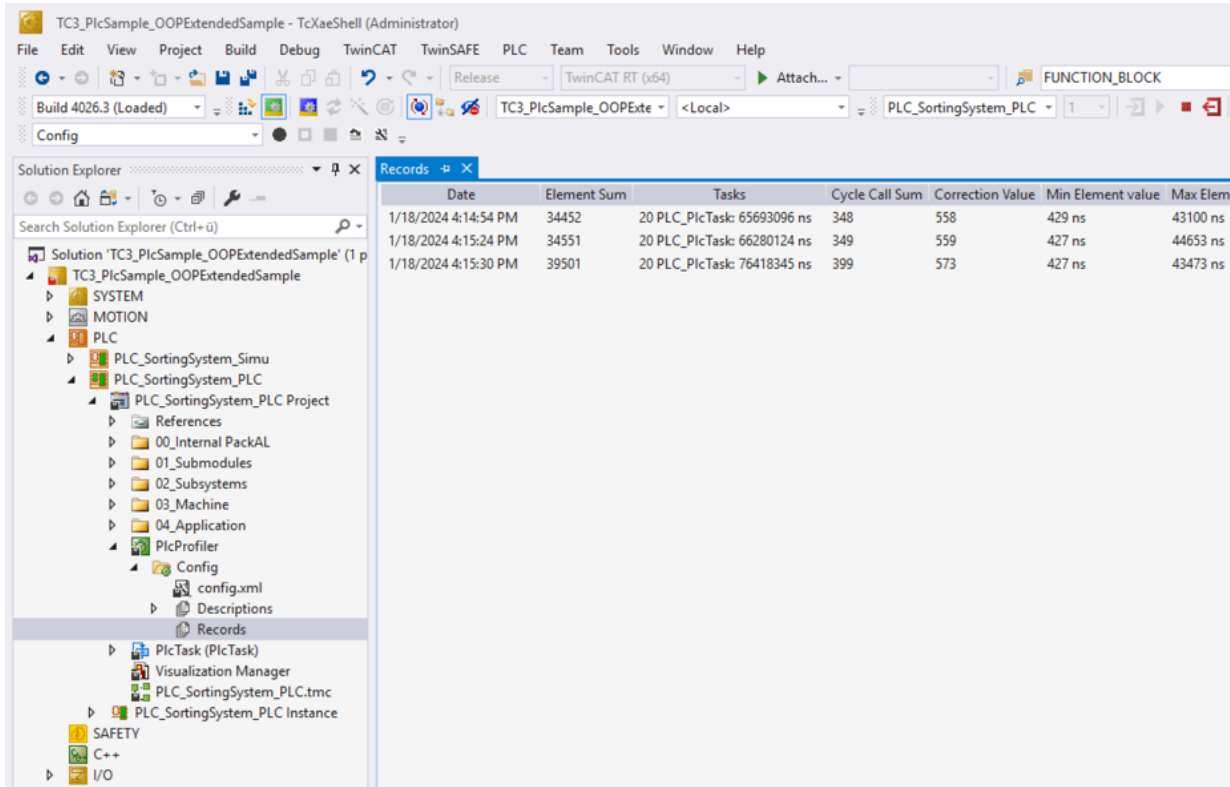 TC3_PlcSample_OOPExtendedSample - TcXaeShell (Administrator)
File Edit View Project Build Debug TwinCAT TwinSAFE PLC Team Tools Window Help
Release TwinCAT RT (x64) Attach... FUNCTION_BLOCK
Build 4026.3 (Loaded) TC3_PlcSample_OOPExte <Local> PLC_SortingSystem_PLC 1
Config
Solution Explorer
Search Solution Explorer (Ctrl+ü)
Solution 'TC3_PlcSample_OOPExtendedSample' (1 p
TC3_PlcSample_OOPExtendedSample
SYSTEM
MOTION
PLC
PLC_SortingSystem_Simu
PLC_SortingSystem_PLC
PLC_SortingSystem_PLC Project
References
00_Internal PackAL
01_Submodules
02_Subsystems
03_Machine
04_Application
PlcProfiler
Config
config.xml
Descriptions
Records
PlcTask (PlcTask)
Visualization Manager
PLC_SortingSystem_PLC.tmc
PLC_SortingSystem_PLC Instance
SAFETY
C++
I/O
Records
Date Element Sum Tasks Cycle Call Sum Correction Value Min Element value Max Elem
1/18/2024 4:14:54 PM 34452 20 PLC_PlcTask: 65693096 ns 348 558 429 ns 43100 ns
1/18/2024 4:15:24 PM 34551 20 PLC_PlcTask: 66280124 ns 349 559 427 ns 44653 ns
1/18/2024 4:15:30 PM 39501 20 PLC_PlcTask: 76418345 ns 399 573 427 ns 43473 ns